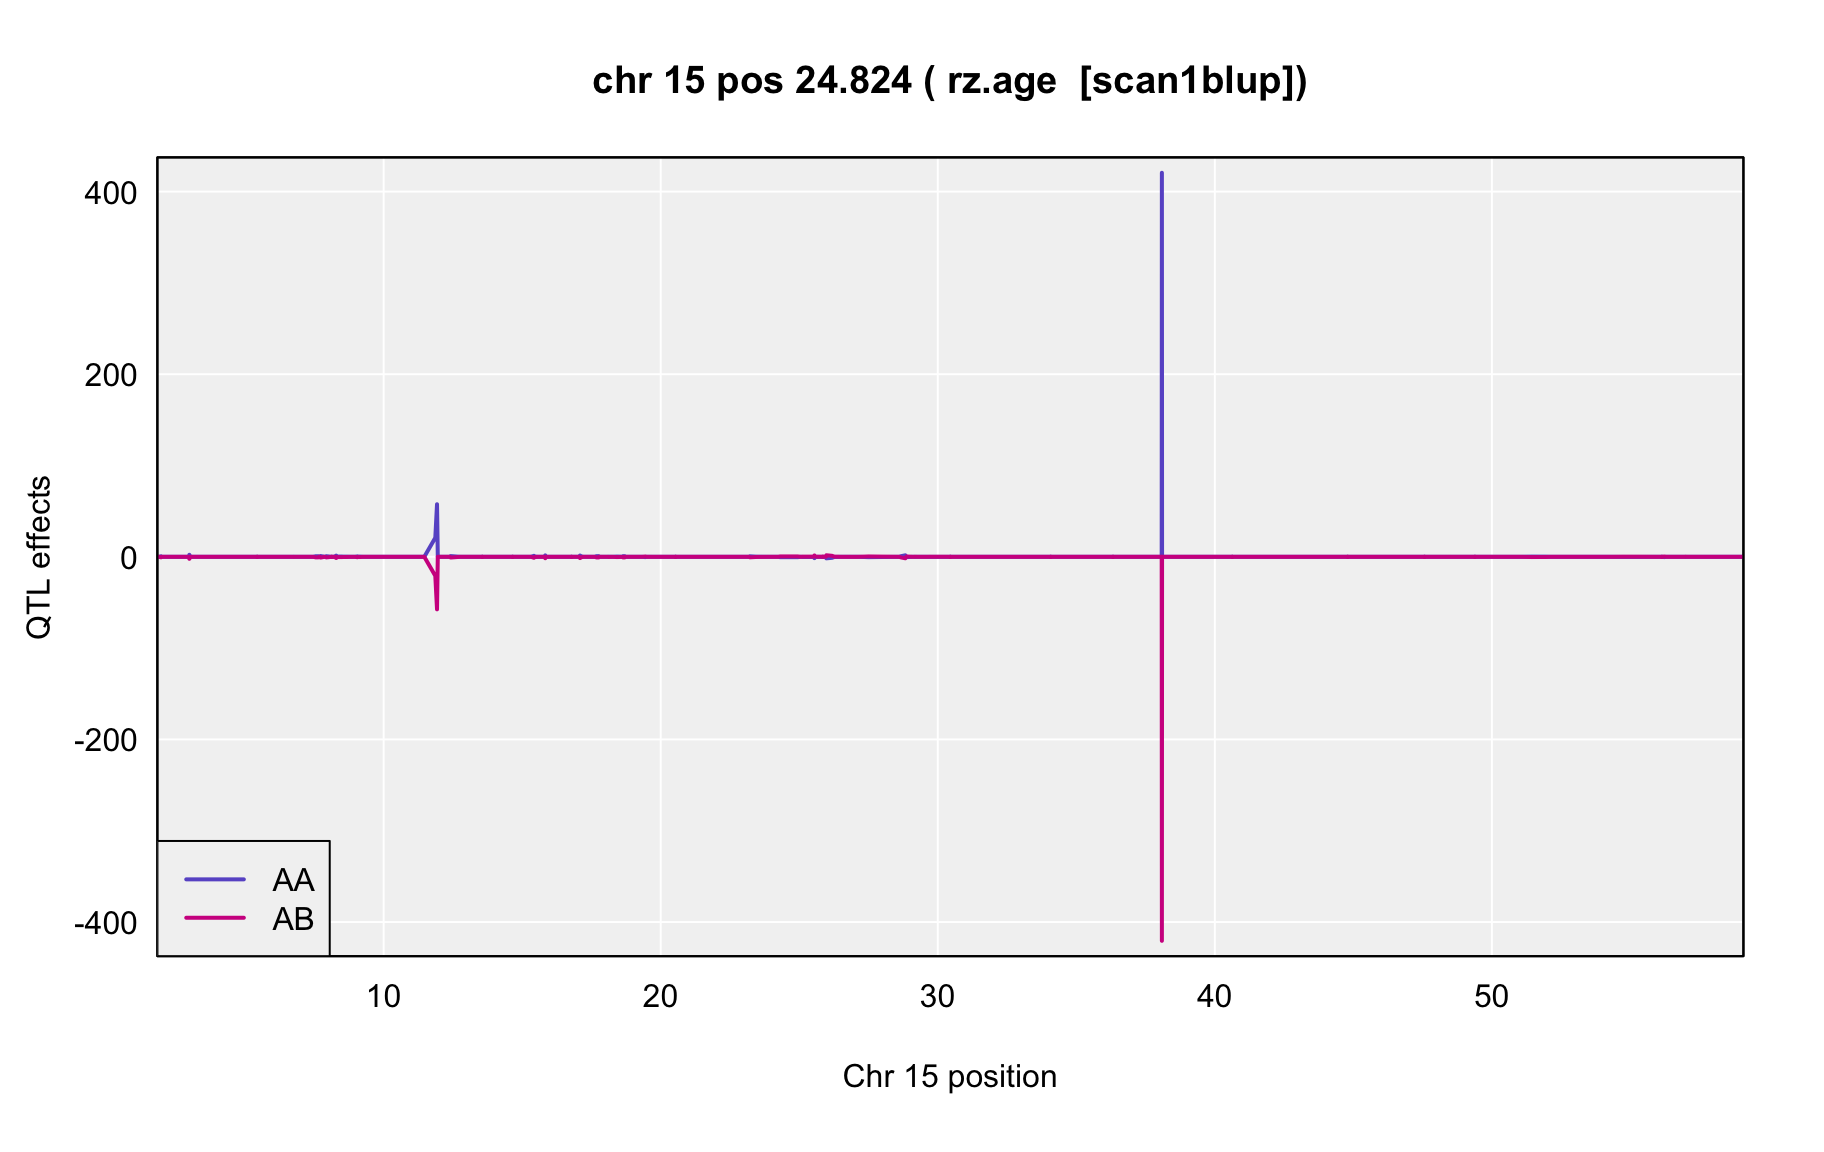 chr 15 pos 24.824 ( rz.age  [scan1blup])
400
200
0
-200
-400
QTL effects
AA
AB
10 20 30 40 50
Chr 15 position